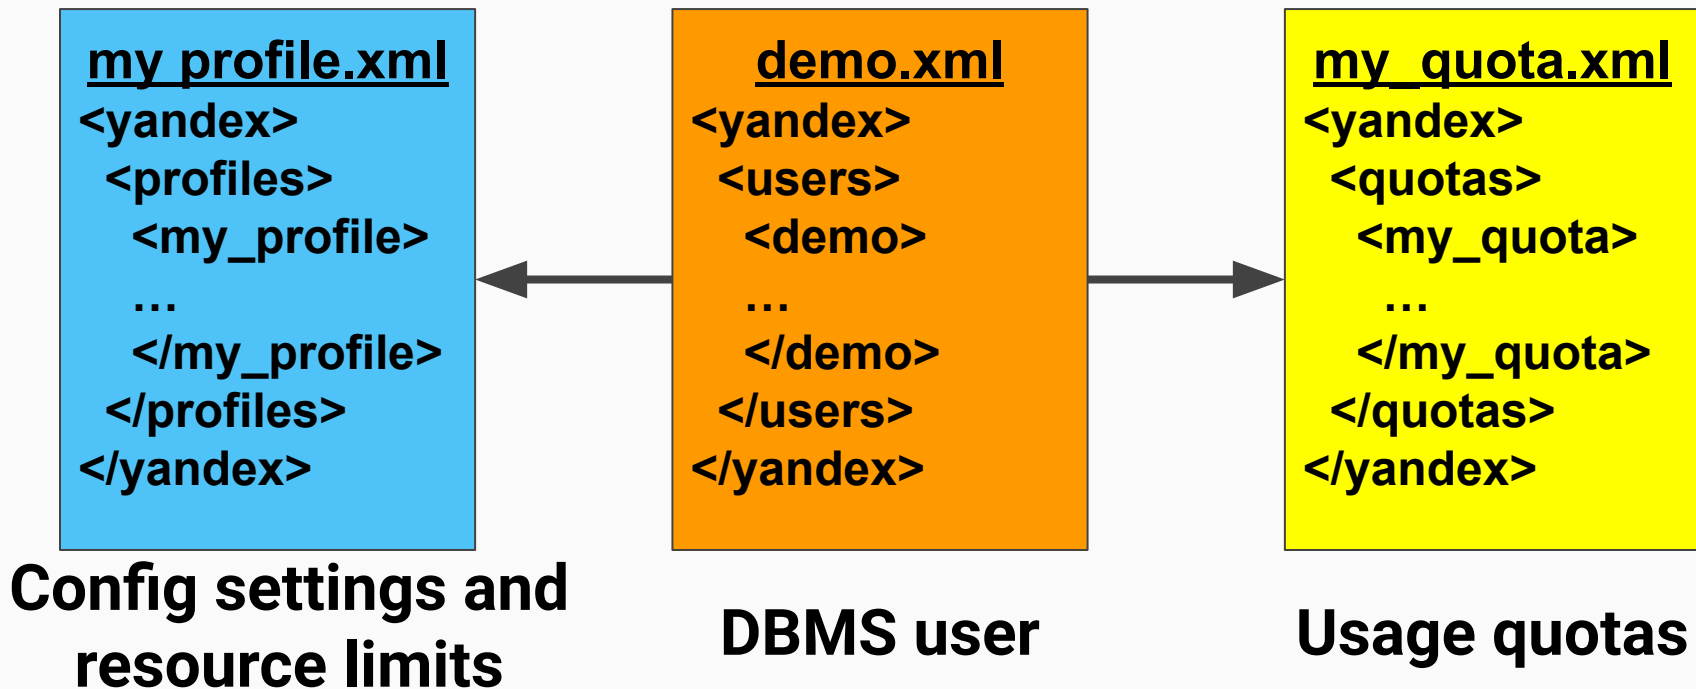 my_profile.xml
<yandex>
<profiles>
<my_profile>
…
</my_profile>
</profiles>
</yandex>
Config settings and
resource limits
demo.xml
<yandex>
<users>
<demo>
…
</demo>
</users>
</yandex>
DBMS user
my_quota.xml
<yandex>
<quotas>
<my_quota>
…
</my_quota>
</quotas>
</yandex>
Usage quotas